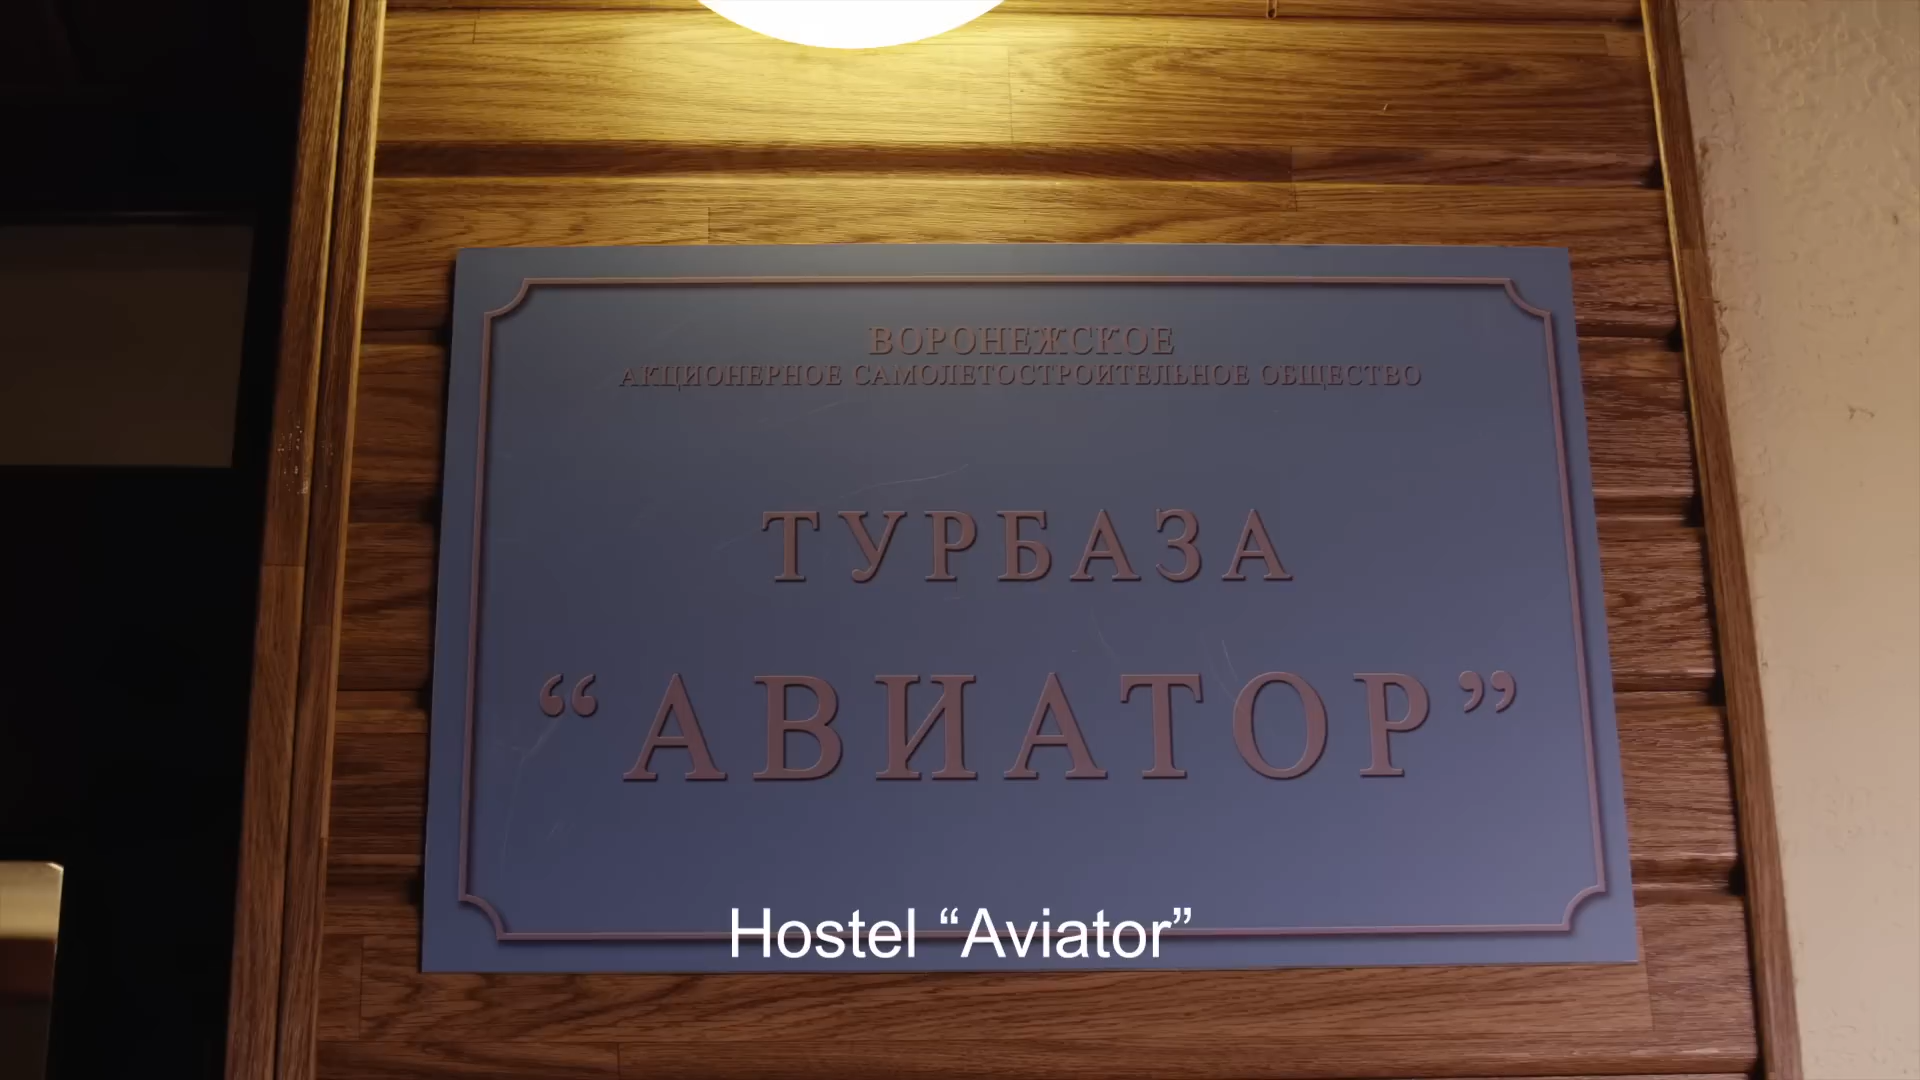 ВОРОНЕЖСКОЕ
АКЦИОНЕРНОЕ САМОЛЕТОСТРОИТЕЛЬНОЕ ОБЩЕСТВО
ТУРБАЗА
“АВИАТОР”
Hostel “Aviator”